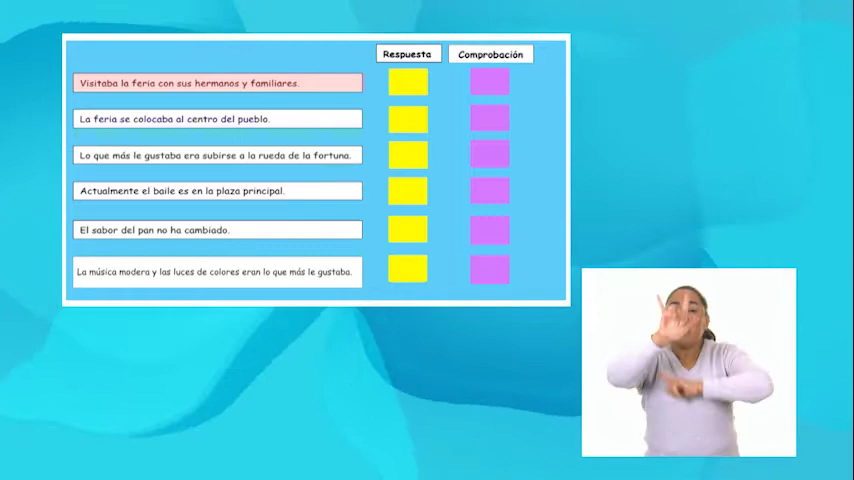 Respuesta Comprobación
Visitaba la feria con sus hermanos y familiares.
La feria se colocaba al centro del pueblo.
Lo que más le gustaba era subirse a la rueda de la fortuna.
Actualmente el baile es en la plaza principal.
El sabor del pan no ha cambiado.
La música modera y las luces de colores eran lo que más le gustaba.